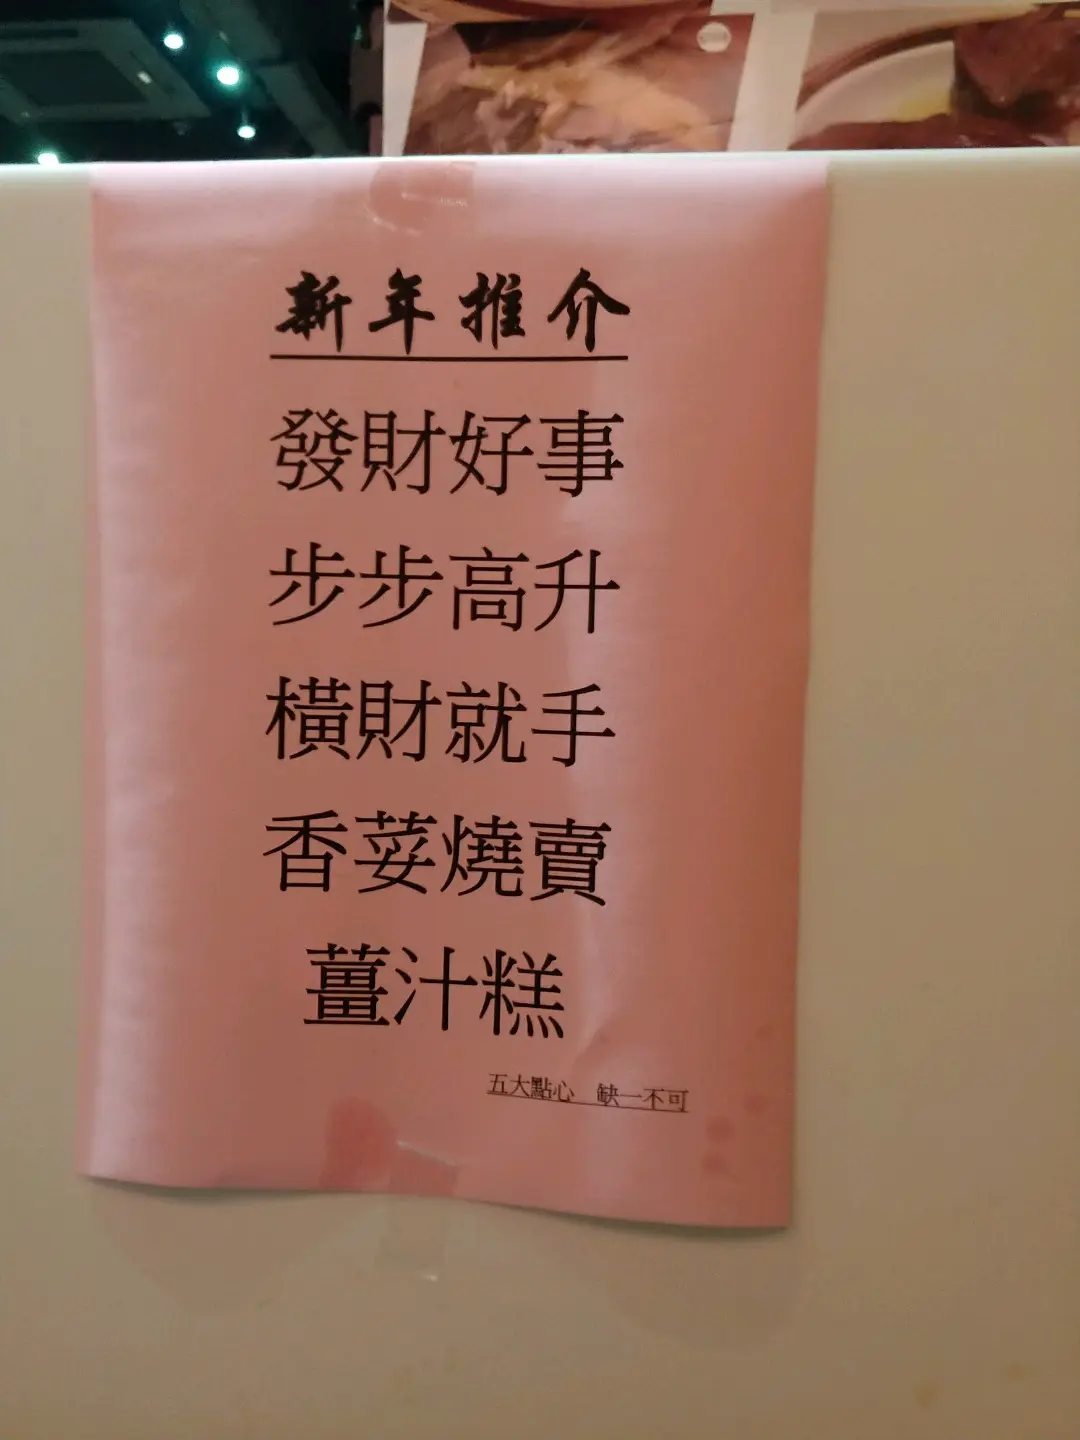 新年推介
發財好事
步步高升
橫財就手
香荽燒賣
薑汁糕
五大點心　缺一不可